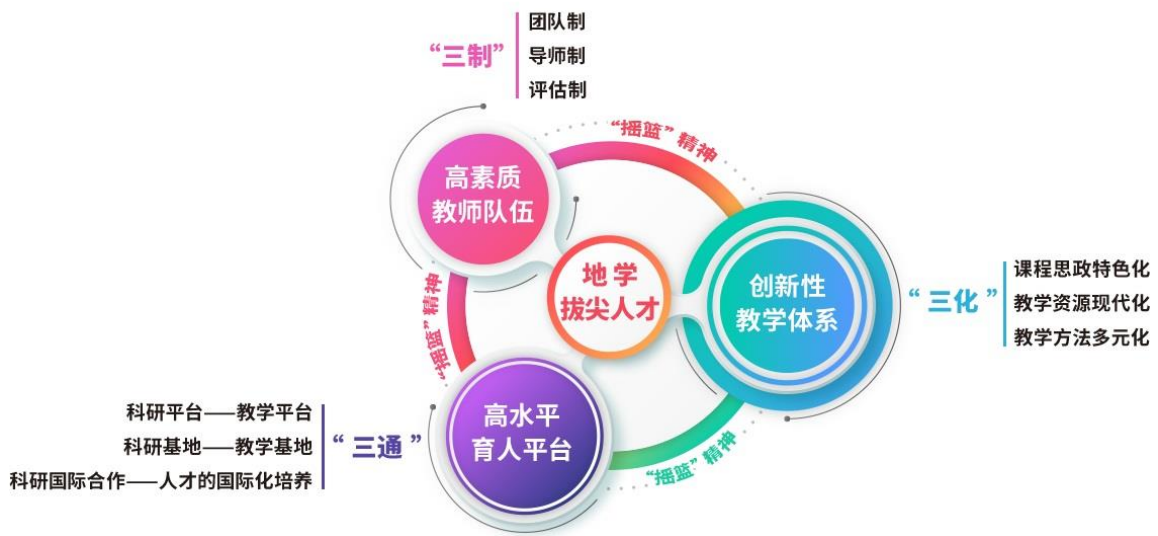 “三制”
团队制
导师制
评估制
“摇篮”精神
高素质
教师队伍
地学
拔尖人才
创新性
教学体系
“三化”
课程思政特色化
教学资源现代化
教学方法多元化
“摇篮”精神
科研平台——教学平台
科研基地——教学基地
科研国际合作——人才的国际化培养
“三通”
高水平
育人平台
“摇篮”精神